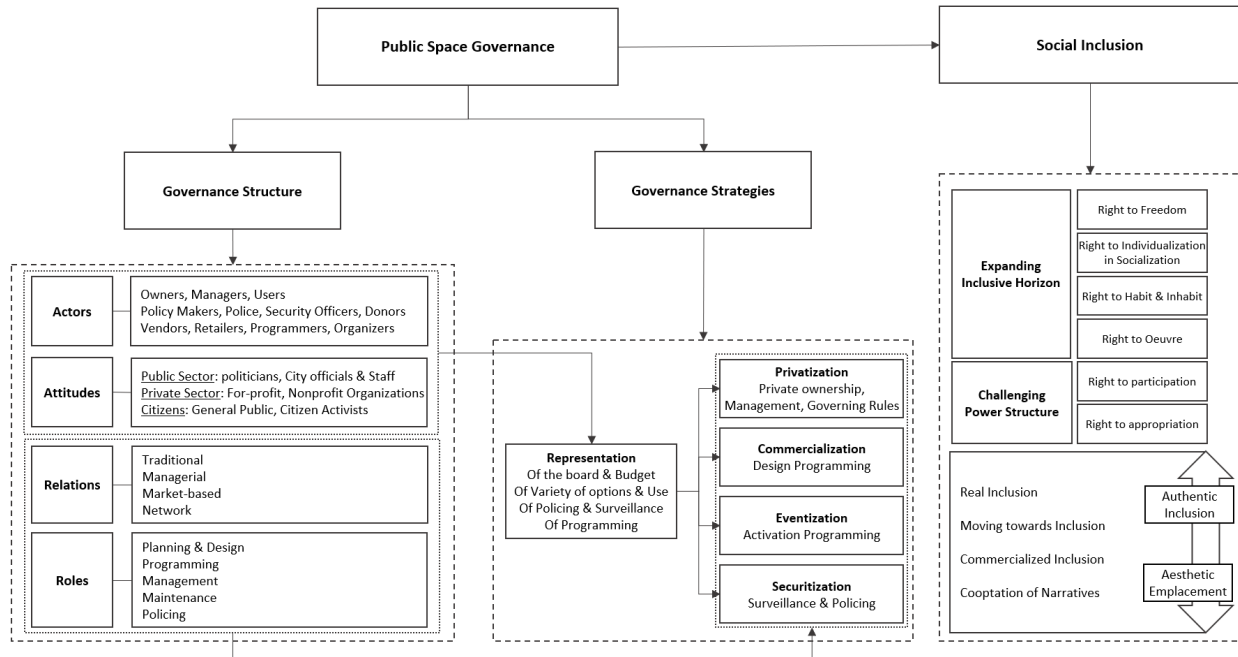 Public Space Governance
Social Inclusion
Governance Structure
Governance Strategies
Actors
Owners, Managers, Users
Policy Makers, Police, Security Officers, Donors
Vendors, Retailers, Programmers, Organizers
Attitudes
Public Sector: politicians, City officials & Staff
Private Sector: For-profit, Nonprofit Organizations
Citizens: General Public, Citizen Activists
Relations
Traditional
Managerial
Market-based
Network
Roles
Planning & Design
Programming
Management
Maintenance
Policing
Representation
Of the board & Budget
Of Variety of options & Use
Of Policing & Surveillance
Of Programming
Privatization
Private ownership,
Management, Governing Rules
Commercialization
Design Programming
Eventization
Activation Programming
Securitization
Surveillance & Policing
Expanding
Inclusive Horizon
Right to Freedom
Right to Individualization
in Socialization
Right to Habit & Inhabit
Right to Oeuvre
Challenging
Power Structure
Right to participation
Right to appropriation
Real Inclusion
Moving towards Inclusion
Commercialized Inclusion
Cooptation of Narratives
Authentic
Inclusion
Aesthetic
Emplacement